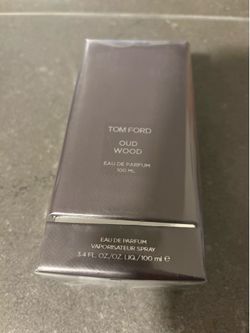 TOM FORD
OUD
WOOD
EAU DE PARFUM
100 ML
EAU DE PARFUM
VAPORISATEUR SPRAY
3.4 FL. OZ./OZ. LIQ./100 ml ℮